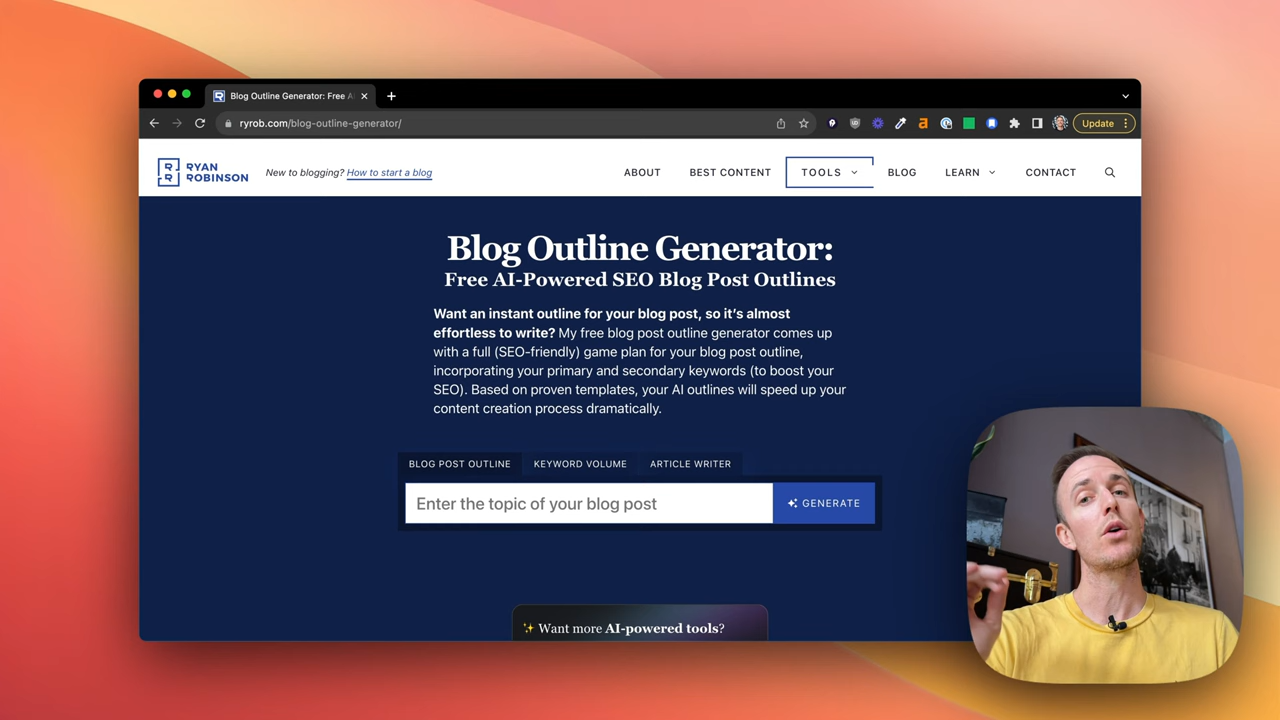 Blog Outline Generator: Free A
ryrob.com/blog-outline-generator/
Update
RYAN
ROBINSON
New to blogging? How to start a blog
ABOUT
BEST CONTENT
TOOLS
BLOG
LEARN
CONTACT
Blog Outline Generator:
Free AI-Powered SEO Blog Post Outlines
Want an instant outline for your blog post, so it's almost
effortless to write? My free blog post outline generator comes up
with a full (SEO-friendly) game plan for your blog post outline,
incorporating your primary and secondary keywords (to boost your
SEO). Based on proven templates, your AI outlines will speed up your
content creation process dramatically.
BLOG POST OUTLINE
KEYWORD VOLUME
ARTICLE WRITER
Enter the topic of your blog post
GENERATE
Want more AI-powered tools?